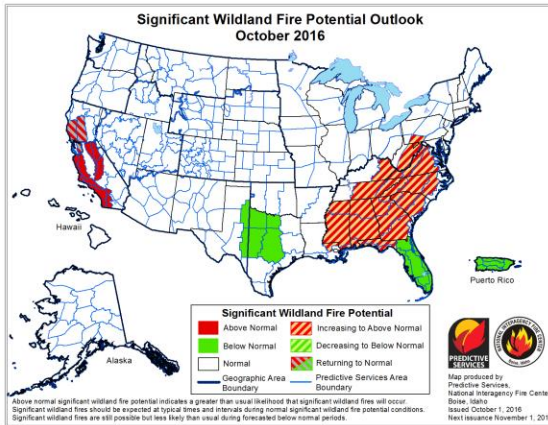 Significant Wildland Fire Potential Outlook
October 2016
Hawaii
Alaska
Puerto Rico
Significant Wildland Fire Potential
Above Normal
Increasing to Above Normal
Below Normal
Decreasing to Below Normal
Normal
Returning to Normal
Geographic Area
Boundary
Predictive Services Area
Boundary
PREDICTIVE
SERVICES
Map produced by
Predictive Services,
National Interagency Fire Cente
Boise, Idaho
Issued October 1, 2016
Next issuance November 1, 201
Above normal significant wildland fire potential indicates a greater than usual likelihood that significant wildland fires will occur.
Significant wildland fires should be expected at typical times and intervals during normal significant wildland fire potential conditions.
Significant wildland fires are still possible but less likely than usual during forecasted below normal periods.